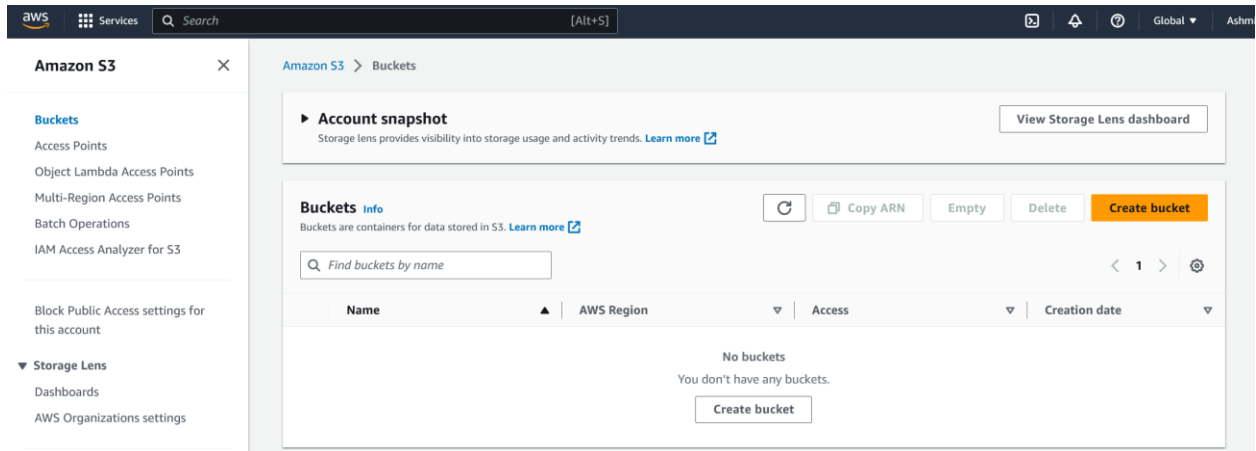 aws Services Search [Alt+S] Global Ashmi
Amazon S3
Buckets
Access Points
Object Lambda Access Points
Multi-Region Access Points
Batch Operations
IAM Access Analyzer for S3
Block Public Access settings for
this account
Storage Lens
Dashboards
AWS Organizations settings
Amazon S3 > Buckets
Account snapshot
Storage lens provides visibility into storage usage and activity trends. Learn more
View Storage Lens dashboard
Buckets Info
Buckets are containers for data stored in S3. Learn more
Copy ARN Empty Delete Create bucket
Find buckets by name
1
Name AWS Region Access Creation date
No buckets
You don't have any buckets.
Create bucket